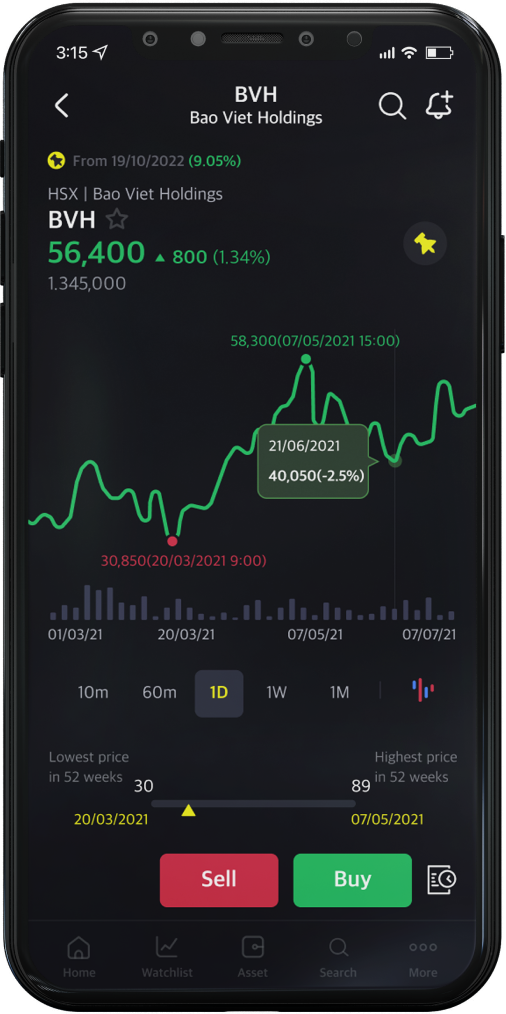 3:15
BVH
Bao Viet Holdings
From 19/10/2022 (9.05%)
HSX | Bao Viet Holdings
BVH
56,400 ▲ 800 (1.34%)
1.345,000
58,300(07/05/2021 15:00)
21/06/2021
40,050(-2.5%)
30,850(20/03/2021 9:00)
01/03/21 20/03/21 07/05/21 07/07/21
10m 60m 1D 1W 1M
Lowest price Highest price
in 52 weeks 30 89 in 52 weeks
20/03/2021 07/05/2021
Sell Buy
Home Watchlist Asset Search More